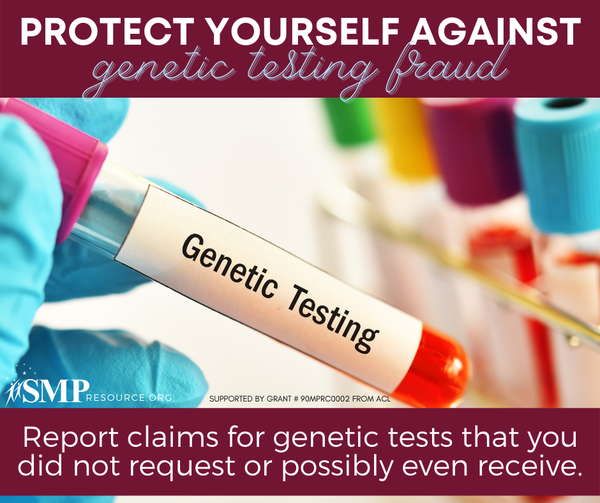 PROTECT YOURSELF AGAINST
genetic testing fraud
Genetic Testing
SMP
RESOURCE.ORG
SUPPORTED BY GRANT # 90MPRC0002 FROM ACL
Report claims for genetic tests that you
did not request or possibly even receive.